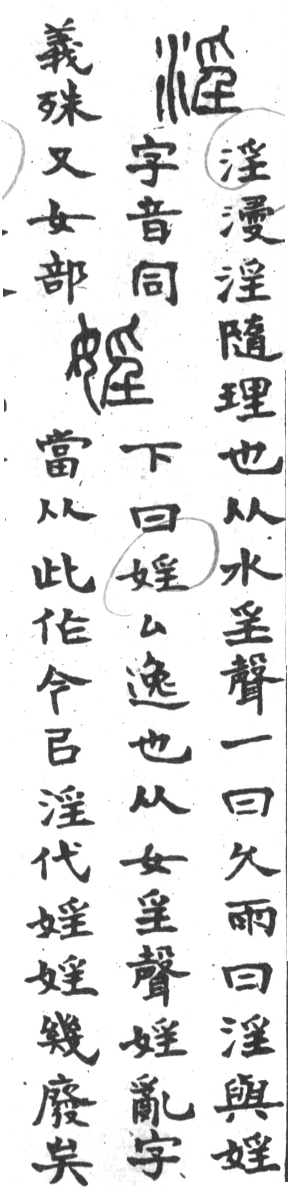 淫
淫浸淫隨理也从水㸒聲一曰久雨曰淫與婬
字音同
義殊又女部
婬
下曰婬厶逸也从女㸒聲婬亂字
當从此作今㠯淫代婬婬幾廢矣